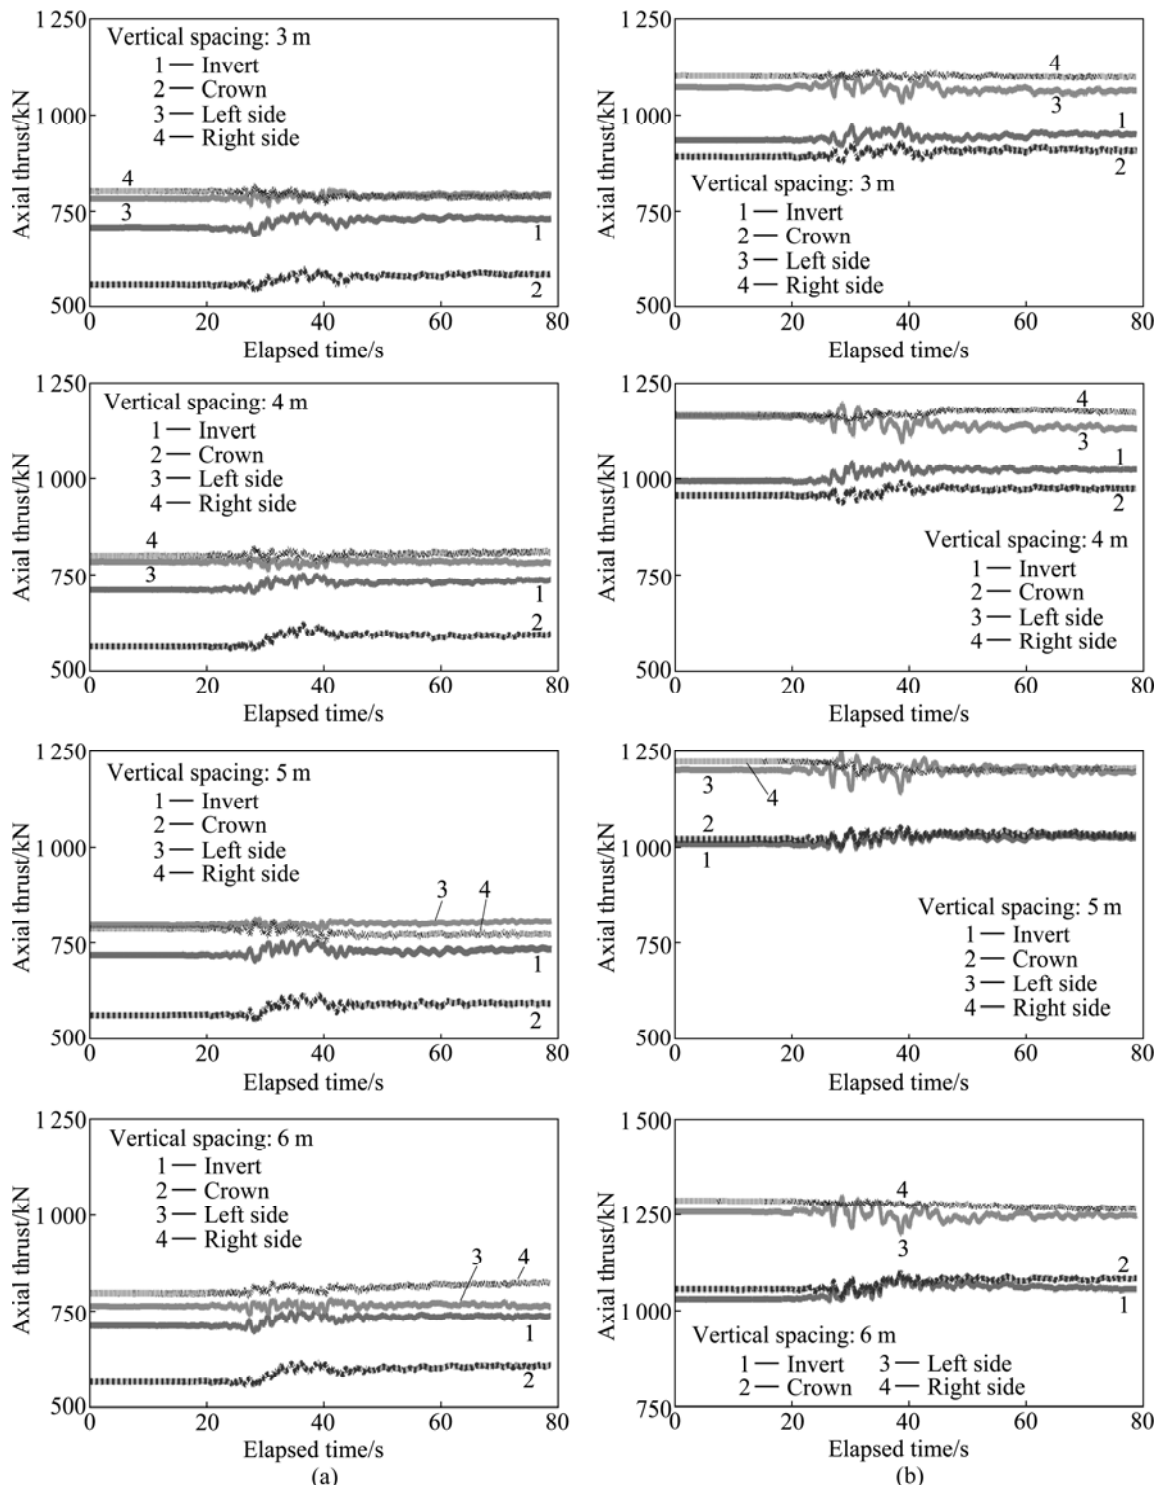 1 250
Vertical spacing: 3 m
1 — Invert
2 — Crown
3 — Left side
4 — Right side
1 000
750
500
Axial thrust/kN
4
3
1
2
0 20 40 60 80
Elapsed time/s
1 250
1 000
750
500
Axial thrust/kN
4
3
1
2
Vertical spacing: 3 m
1 — Invert
2 — Crown
3 — Left side
4 — Right side
0 20 40 60 80
Elapsed time/s
1 250
Vertical spacing: 4 m
1 — Invert
2 — Crown
3 — Left side
4 — Right side
1 000
750
500
Axial thrust/kN
4
3
1
2
0 20 40 60 80
Elapsed time/s
1 250
1 000
750
500
Axial thrust/kN
4
3
1
2
Vertical spacing: 4 m
1 — Invert
2 — Crown
3 — Left side
4 — Right side
0 20 40 60 80
Elapsed time/s
1 250
Vertical spacing: 5 m
1 — Invert
2 — Crown
3 — Left side
4 — Right side
1 000
750
500
Axial thrust/kN
3 4
1
2
0 20 40 60 80
Elapsed time/s
1 250
1 000
750
500
Axial thrust/kN
3
4
2
1
Vertical spacing: 5 m
1 — Invert
2 — Crown
3 — Left side
4 — Right side
0 20 40 60 80
Elapsed time/s
1 250
Vertical spacing: 6 m
1 — Invert
2 — Crown
3 — Left side
4 — Right side
1 000
750
500
Axial thrust/kN
3 4
1
2
0 20 40 60 80
Elapsed time/s
(a)
1 500
1 250
1 000
750
Axial thrust/kN
4
3
2
1
Vertical spacing: 6 m
1 — Invert 3 — Left side
2 — Crown 4 — Right side
0 20 40 60 80
Elapsed time/s
(b)